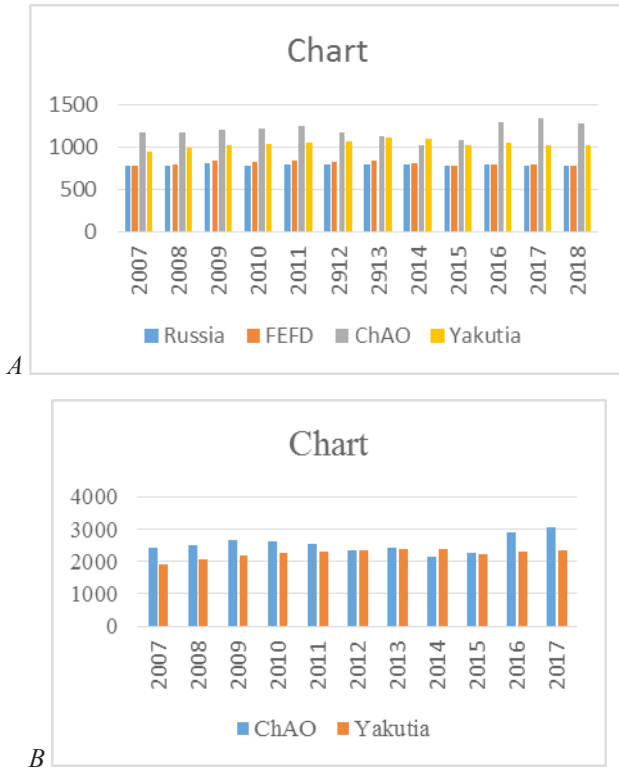 Chart
1500
1000
500
0
2007 2008 2009 2010 2011 2912 2913 2014 2015 2016 2017 2018
Russia FEFD ChAO Yakutia
A
Chart
4000
3000
2000
1000
0
2007 2008 2009 2010 2011 2012 2013 2014 2015 2016 2017
ChAO Yakutia
B